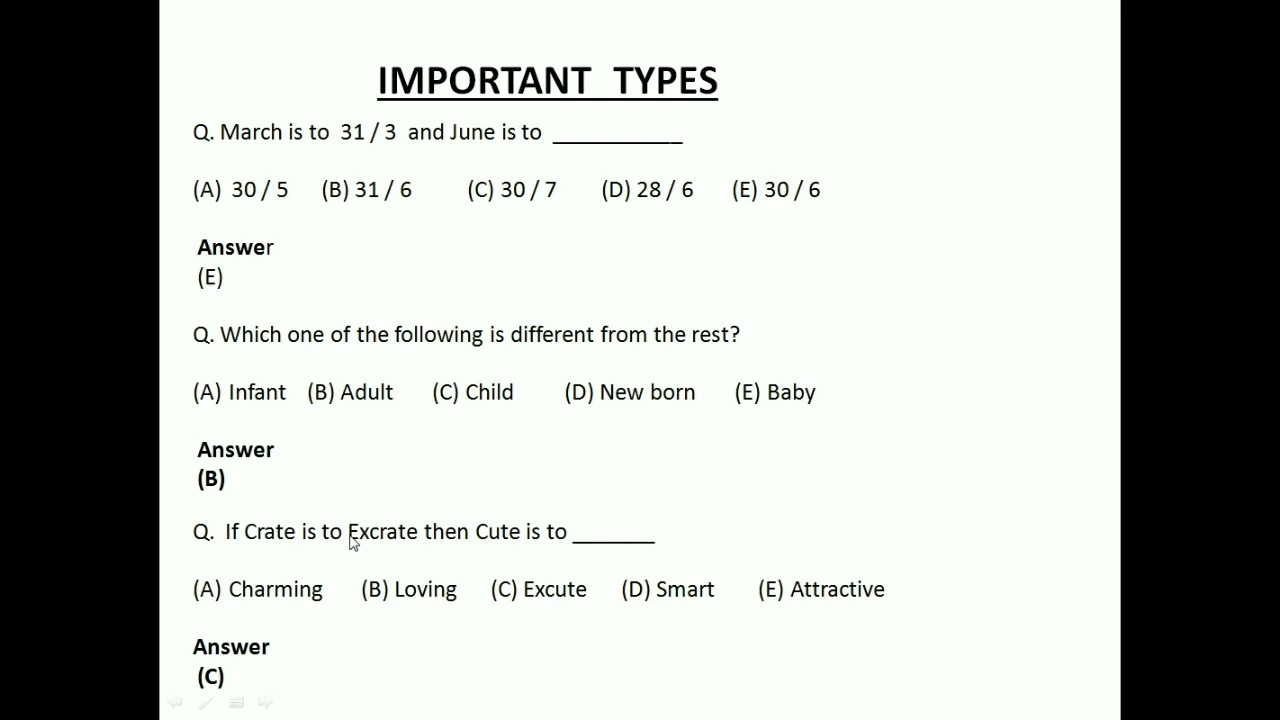 IMPORTANT TYPES
Q. March is to 31 / 3 and June is to ___________
(A) 30 / 5 (B) 31 / 6 (C) 30 / 7 (D) 28 / 6 (E) 30 / 6
Answer
(E)
Q. Which one of the following is different from the rest?
(A) Infant (B) Adult (C) Child (D) New born (E) Baby
Answer
(B)
Q. If Crate is to Excrate then Cute is to _______
(A) Charming (B) Loving (C) Excute (D) Smart (E) Attractive
Answer
(C)